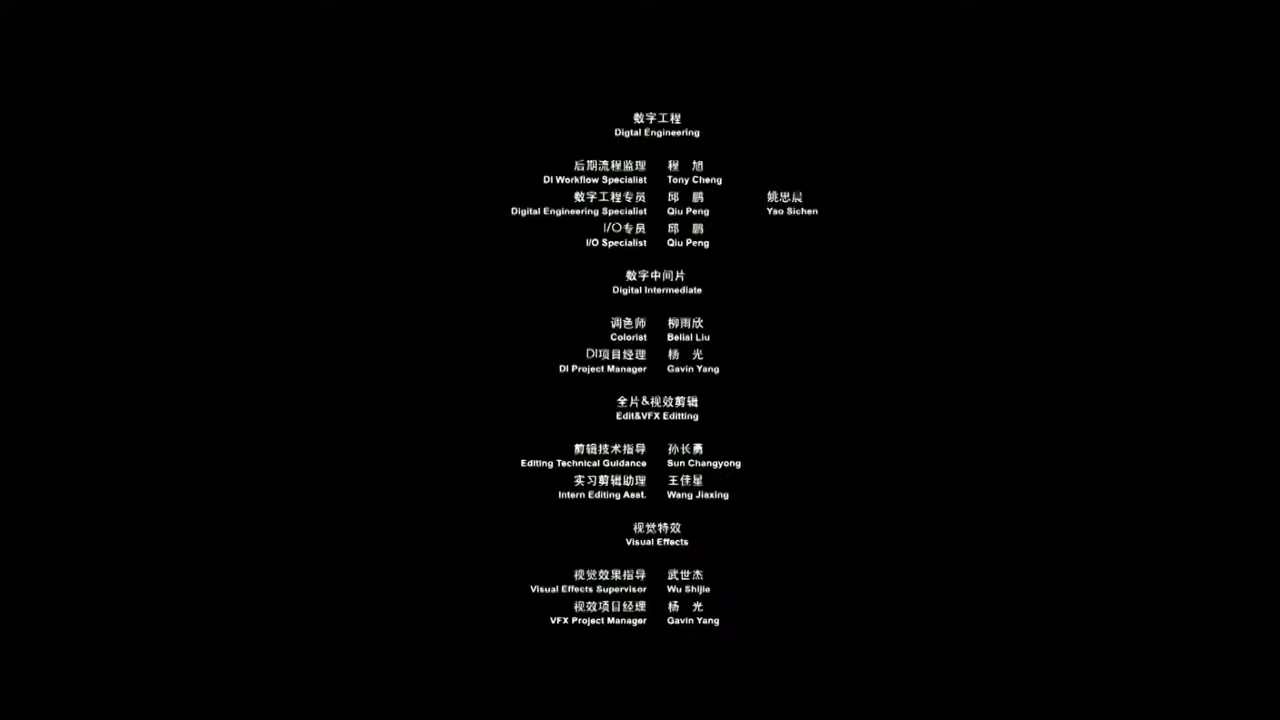 数字工程
Digtal Engineering
后期流程监理 程 旭
DI Workflow Specialist Tony Cheng
数字工程专员 邱 鹏 姚思晨
Digital Engineering Specialist Qiu Peng Yao Sichen
I/O专员 邱 鹏
I/O Specialist Qiu Peng
数字中间片
Digital Intermediate
调色师 柳雨欣
Colorist Belial Liu
DI项目经理 杨 光
DI Project Manager Gavin Yang
全片&视效剪辑
Edit&VFX Editting
剪辑技术指导 孙长勇
Editing Technical Guidance Sun Changyong
实习剪辑助理 王佳星
Intern Editing Asst. Wang Jiaxing
视觉特效
Visual Effects
视觉效果指导 武世杰
Visual Effects Supervisor Wu Shijie
视效项目经理 杨 光
VFX Project Manager Gavin Yang